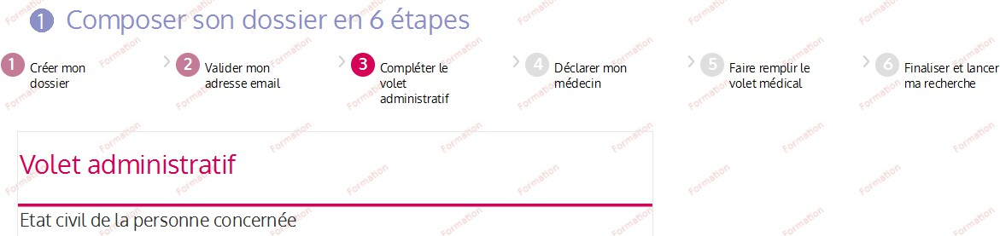 1 Composer son dossier en 6 étapes
1 Créer mon
dossier
2 Valider mon
adresse email
3 Compléter le
volet
administratif
4 Déclarer mon
médecin
5 Faire remplir le
volet médical
6 Finaliser et lancer
ma recherche
Volet administratif
Etat civil de la personne concernée
Formation